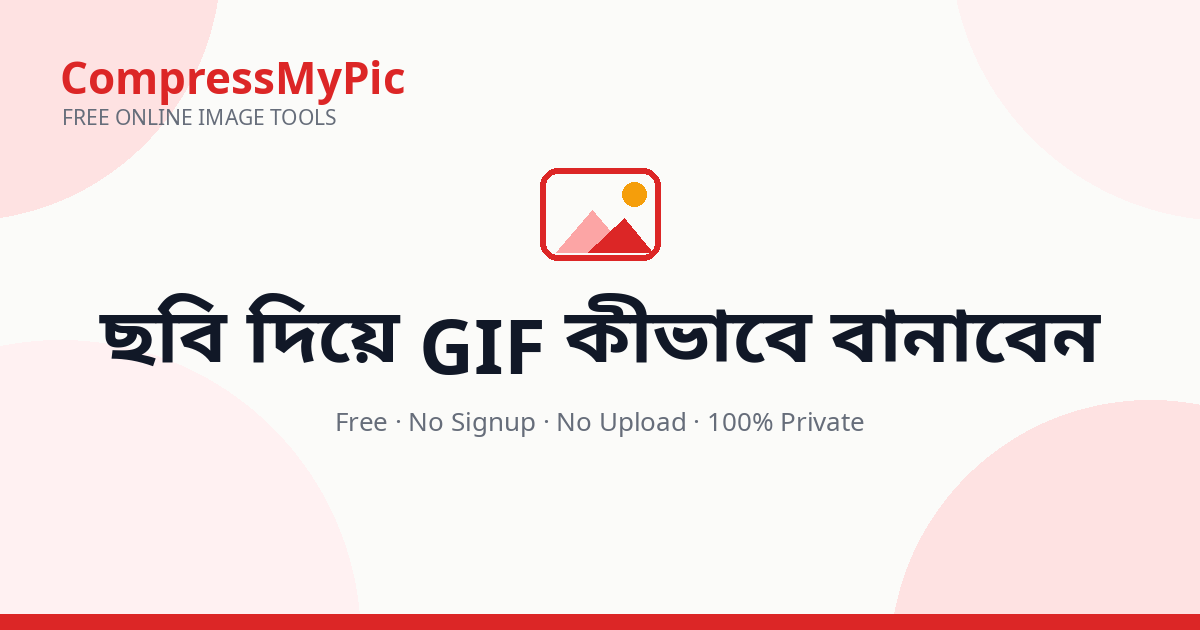 CompressMyPic
FREE ONLINE IMAGE TOOLS
ছবি দিয়ে GIF কীভাবে বানাবেন
Free · No Signup · No Upload · 100% Private